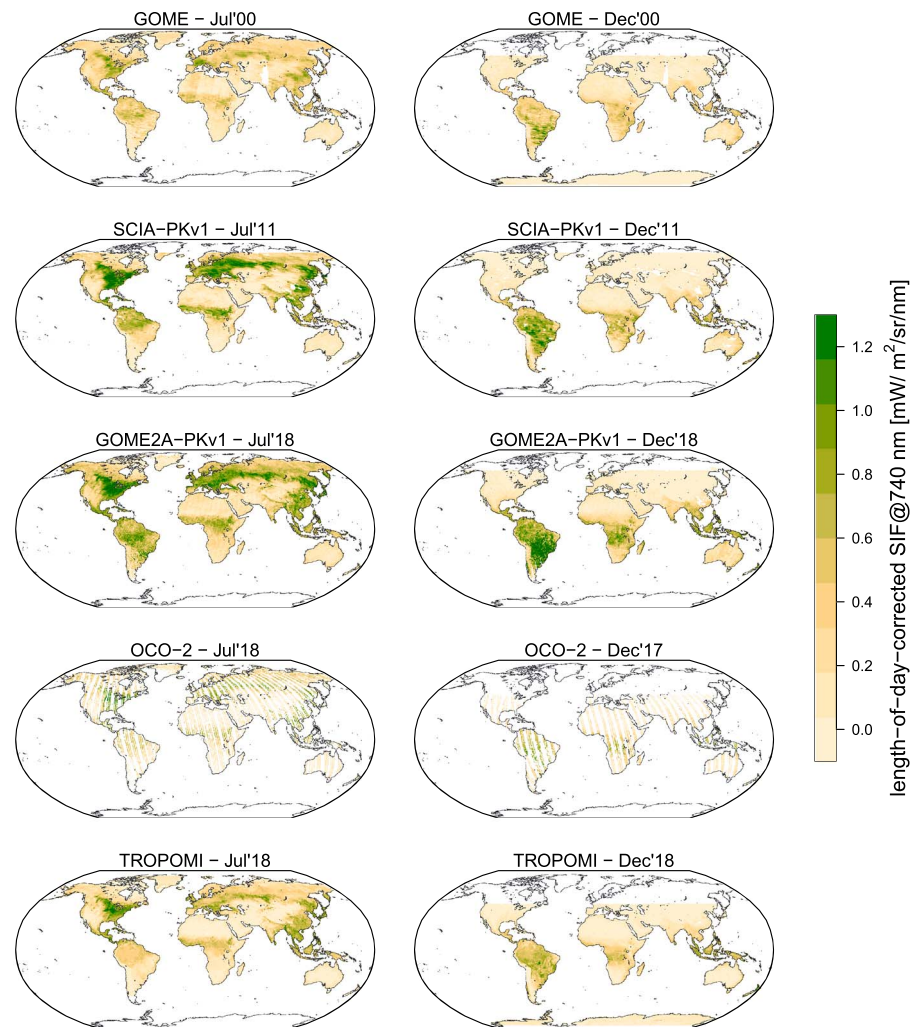 GOME − Jul'00
GOME − Dec'00
SCIA−PKv1 − Jul'11
SCIA−PKv1 − Dec'11
GOME2A−PKv1 − Jul'18
GOME2A−PKv1 − Dec'18
OCO−2 − Jul'18
OCO−2 − Dec'17
TROPOMI − Jul'18
TROPOMI − Dec'18
1.2
1.0
0.8
0.6
0.4
0.2
0.0
length−of−day−corrected SIF@740 nm [mW/ m²/sr/nm]